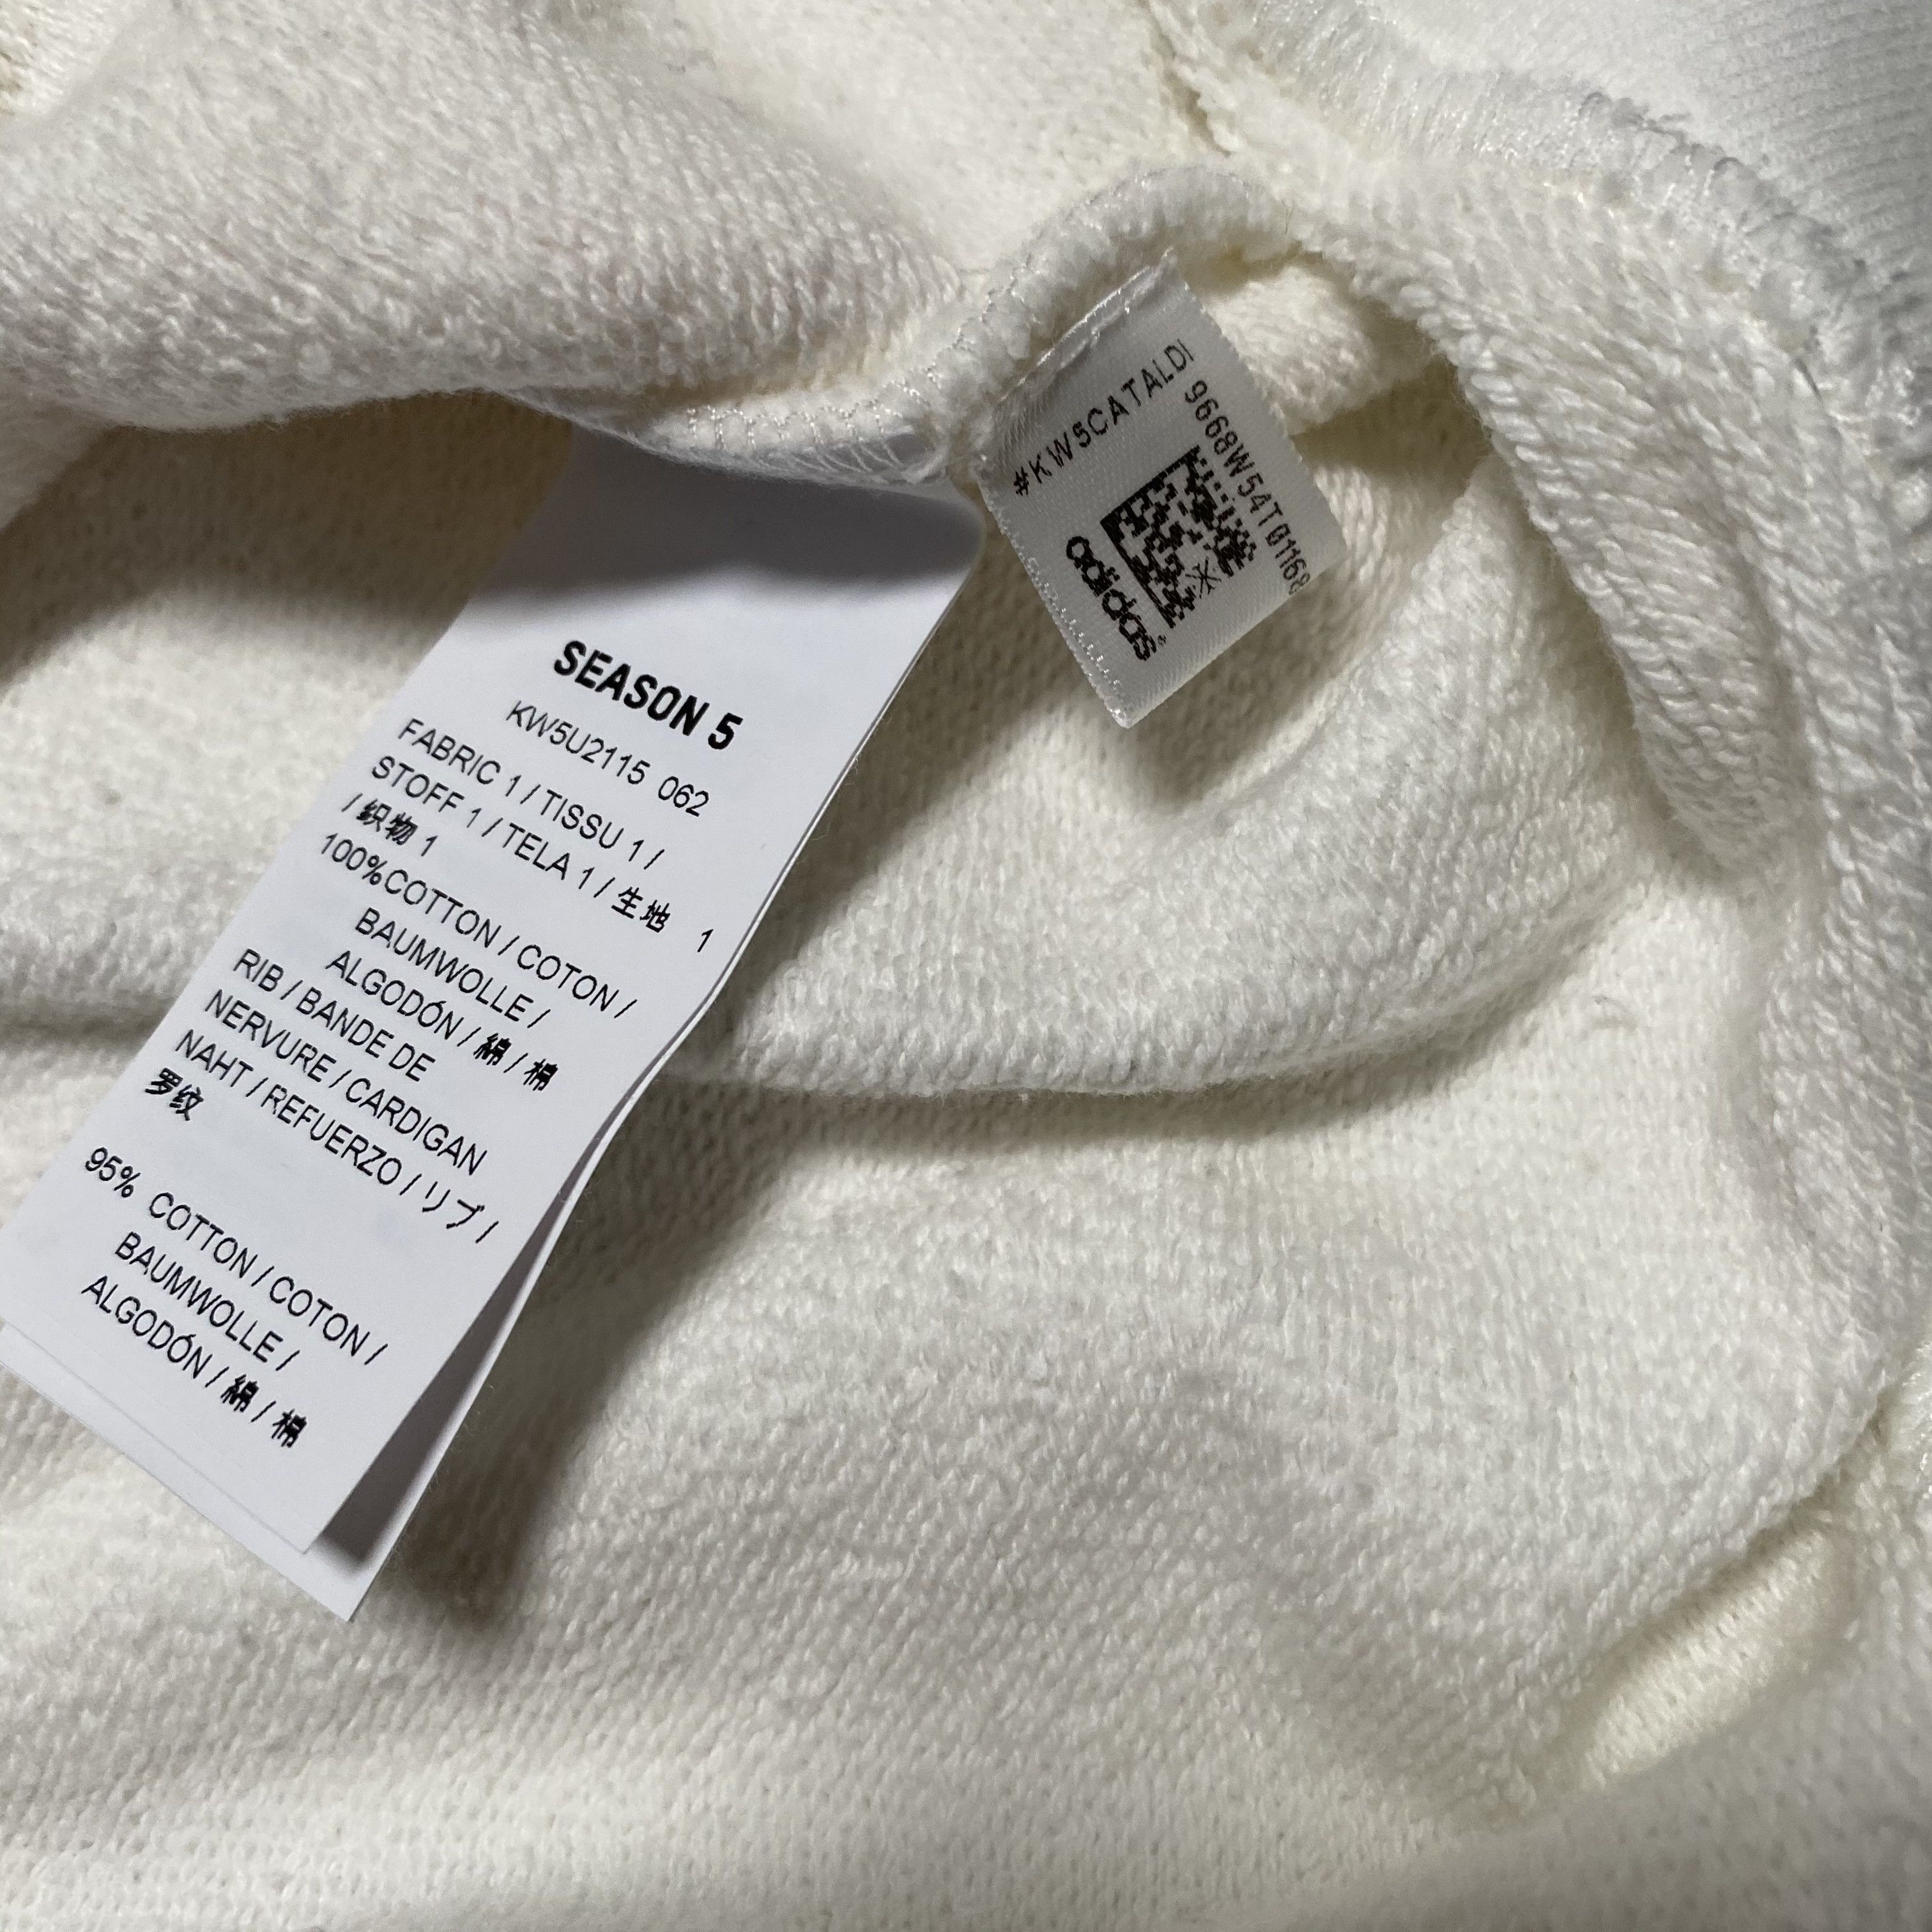 SEASON 5
KW5U2115 062
FABRIC 1 / TISSU 1 /
STOFF 1 / TELA 1 / 生地 1
/ 织物 1
100%COTTON / COTON /
BAUMWOLLE /
ALGODÓN / 綿 / 棉
RIB / BANDE DE
NERVURE / CARDIGAN
NAHT / REFUERZO / リブ /
罗纹
95% COTTON / COTON /
BAUMWOLLE /
ALGODÓN / 綿 / 棉
#KW5CATALDI
9668W54T01168
adidas